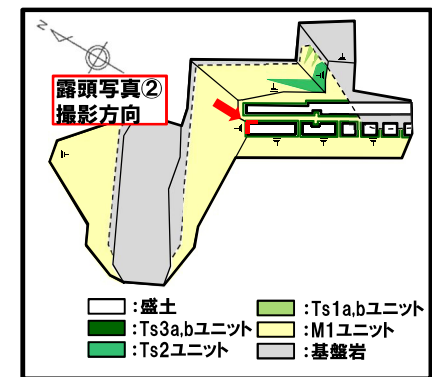 N
露頭写真②
撮影方向
:盛土
:Ts3a,bユニット
:Ts2ユニット
:Ts1a,bユニット
:M1ユニット
:基盤岩